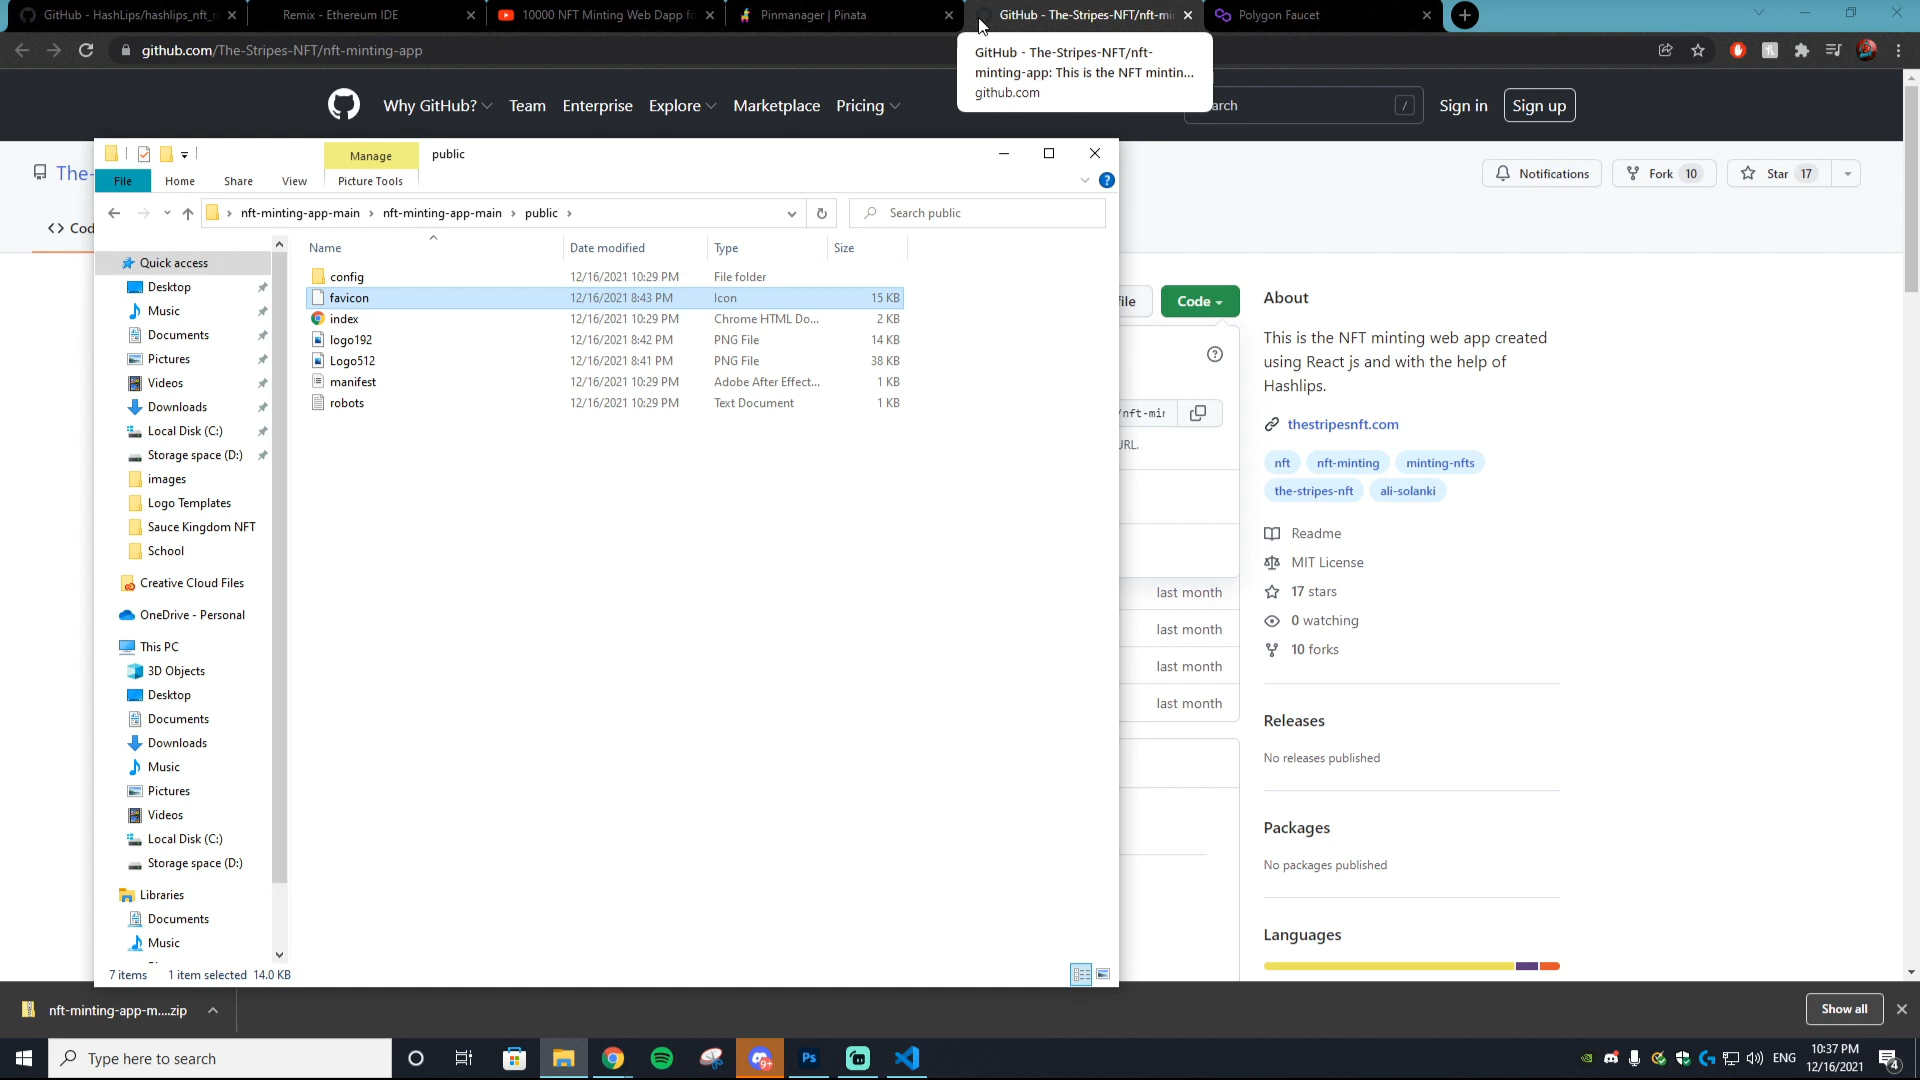 GitHub - HashLips/hashlips_nft_
Remix - Ethereum IDE
10000 NFT Minting Web Dapp fo
Pinmanager | Pinata
GitHub - The-Stripes-NFT/nft-mi
Polygon Faucet
github.com/The-Stripes-NFT/nft-minting-app
GitHub - The-Stripes-NFT/nft-
minting-app: This is the NFT mintin...
github.com
Why GitHub?
Team
Enterprise
Explore
Marketplace
Pricing
arch
/
Sign in
Sign up
The-
Notifications
Fork 10
Star 17
<> Cod
Manage
public
File
Home
Share
View
Picture Tools
nft-minting-app-main > nft-minting-app-main > public >
Search public
Name
Date modified
Type
Size
config 12/16/2021 10:29 PM File folder
favicon 12/16/2021 8:43 PM Icon 15 KB
index 12/16/2021 10:29 PM Chrome HTML Do... 2 KB
logo192 12/16/2021 8:42 PM PNG File 14 KB
Logo512 12/16/2021 8:41 PM PNG File 38 KB
manifest 12/16/2021 10:29 PM Adobe After Effect... 1 KB
robots 12/16/2021 10:29 PM Text Document 1 KB
Quick access
Desktop
Music
Documents
Pictures
Videos
Downloads
Local Disk (C:)
Storage space (D:)
images
Logo Templates
Sauce Kingdom NFT
School
Creative Cloud Files
OneDrive - Personal
This PC
3D Objects
Desktop
Documents
Downloads
Music
Pictures
Videos
Local Disk (C:)
Storage space (D:)
Libraries
Documents
Music
7 items
1 item selected 14.0 KB
file
Code
/nft-min
URL.
last month
last month
last month
last month
About
This is the NFT minting web app created
using React js and with the help of
Hashlips.
thestripesnft.com
nft
nft-minting
minting-nfts
the-stripes-nft
ali-solanki
Readme
MIT License
17 stars
0 watching
10 forks
Releases
No releases published
Packages
No packages published
Languages
nft-minting-app-m....zip
Show all
Type here to search
9+
Ps
ENG
10:37 PM
12/16/2021
4